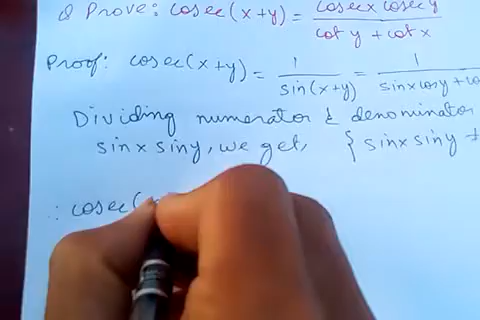 Q Prove: cosec(x+y) = cosecx cosecy / cot y + cot x
Proof: cosec(x+y) = 1 / sin(x+y) = 1 / sinx cosy + co
Dividing numerator & denominator
sinx siny, we get, { sinx siny ≠
∴ cosec(